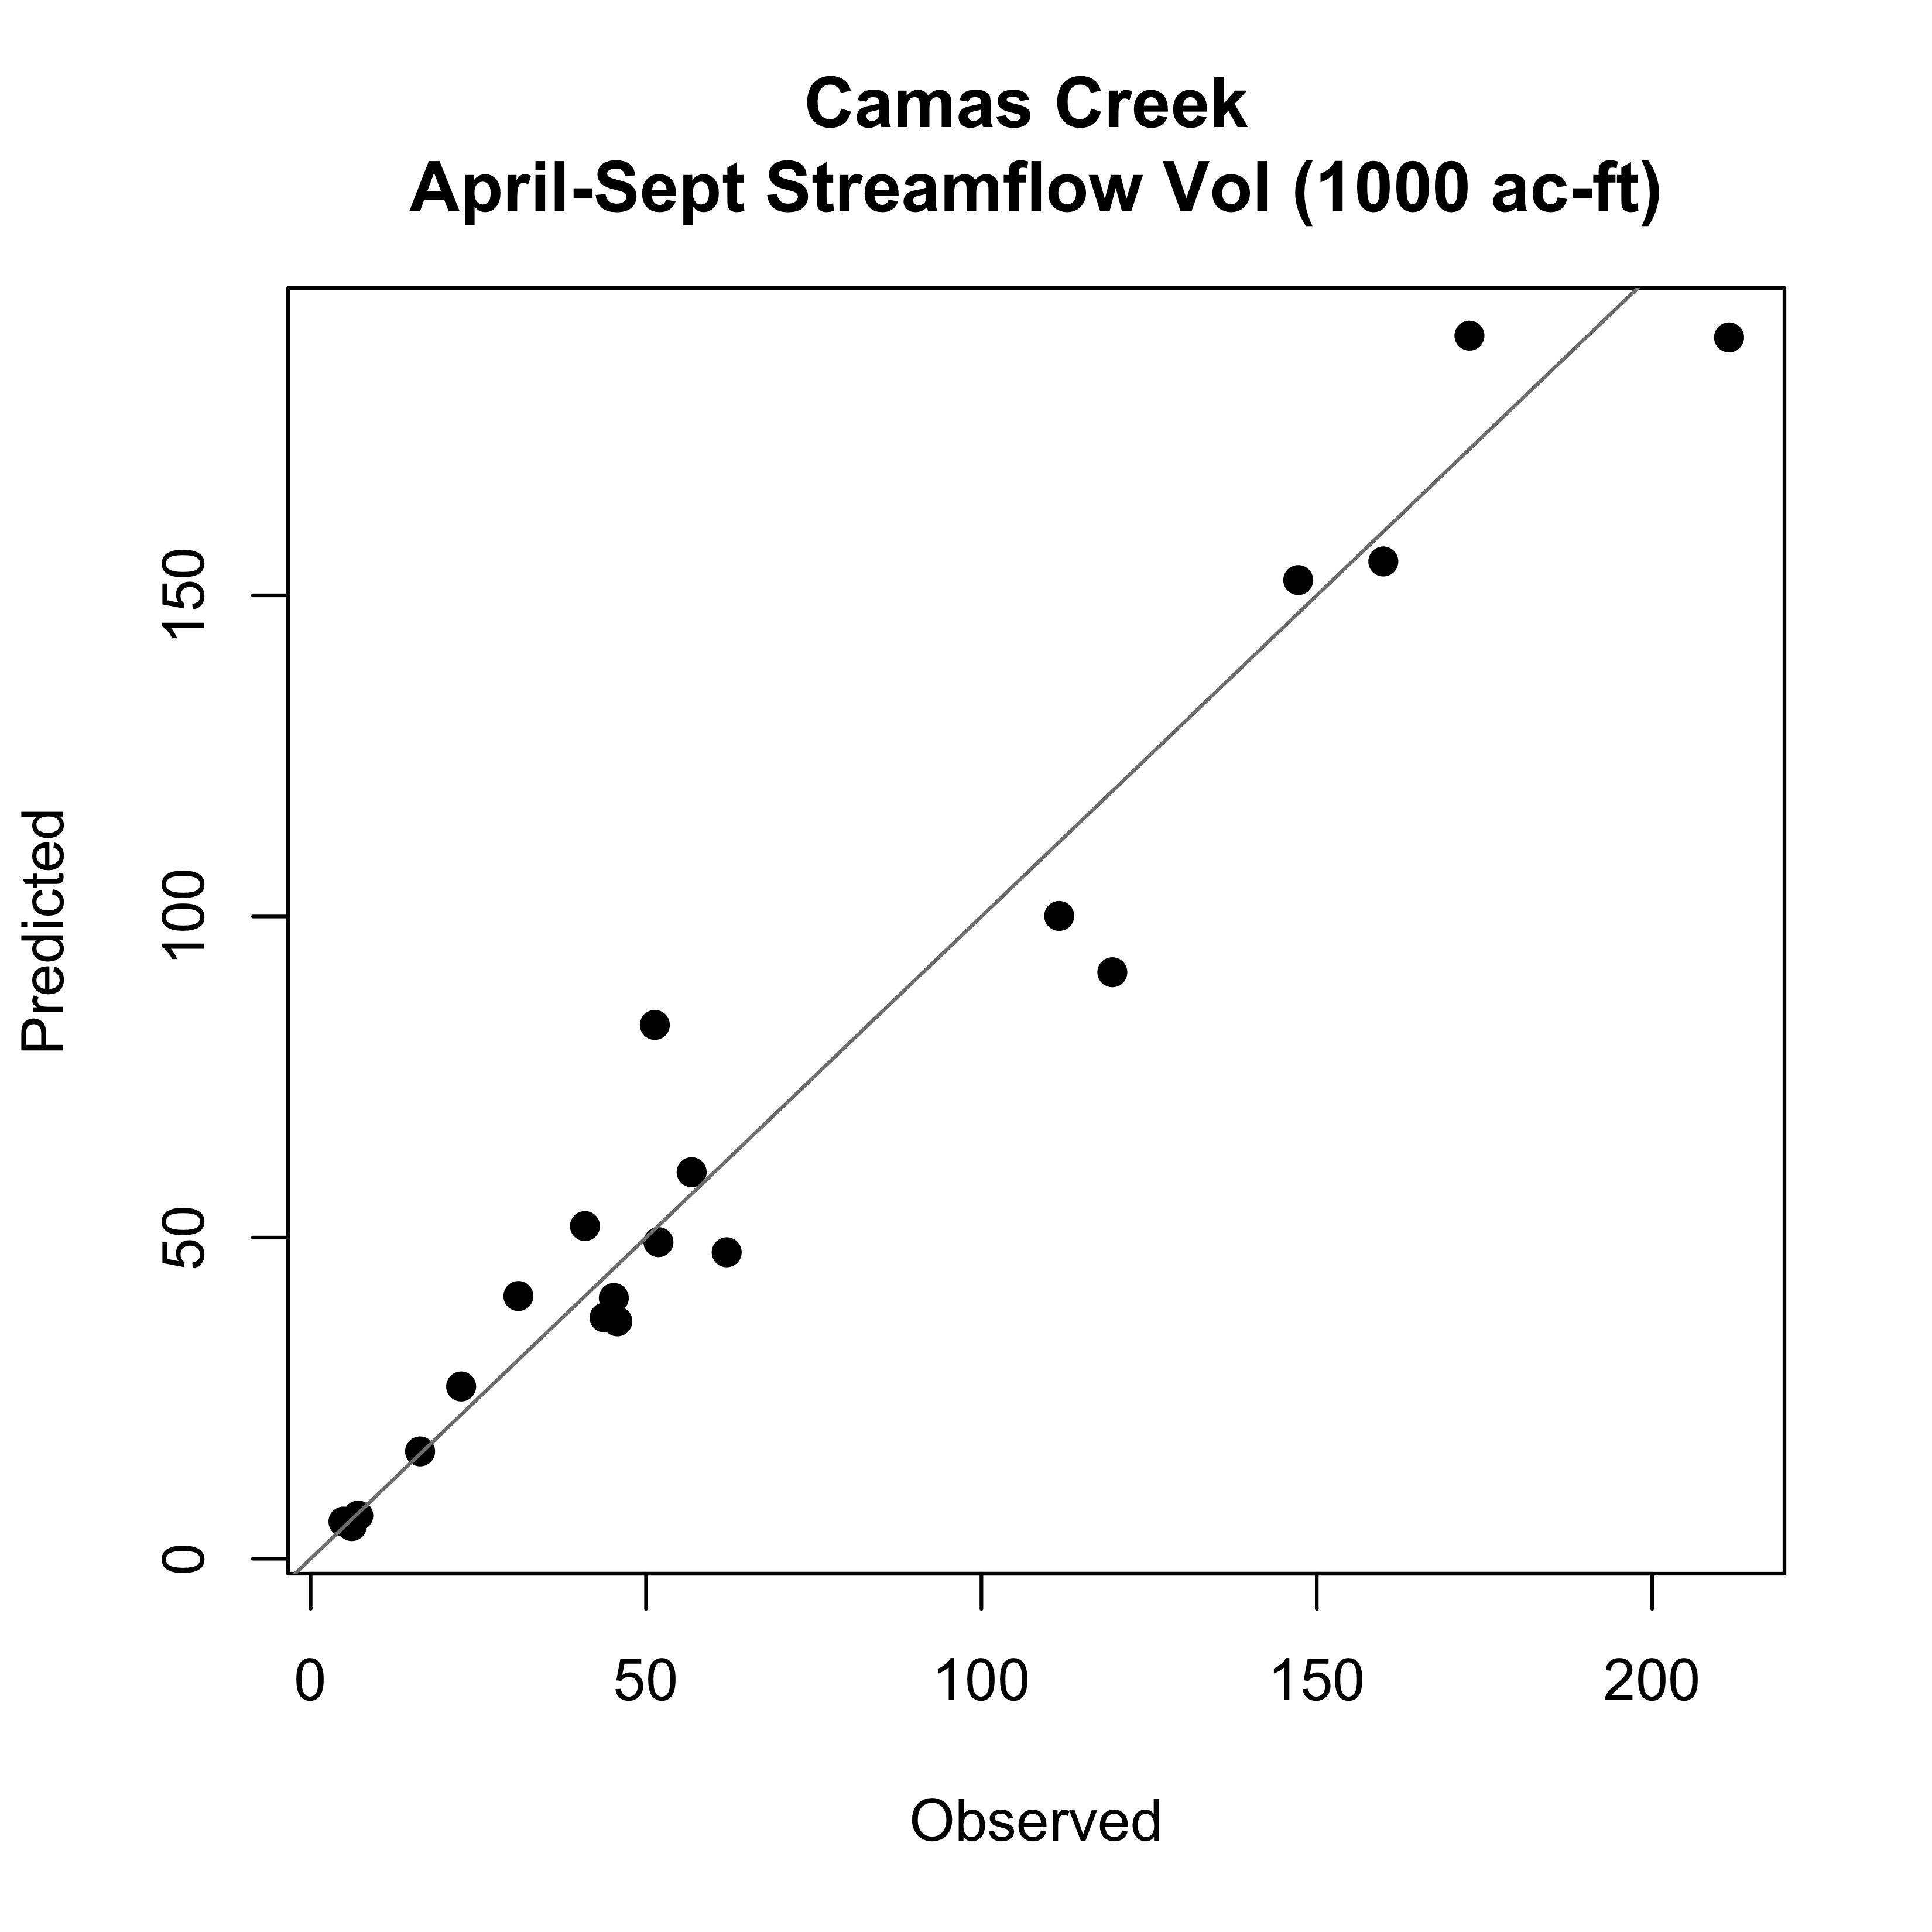 Camas Creek
April-Sept Streamflow Vol (1000 ac-ft)
Predicted
150
100
50
0
0 50 100 150 200
Observed